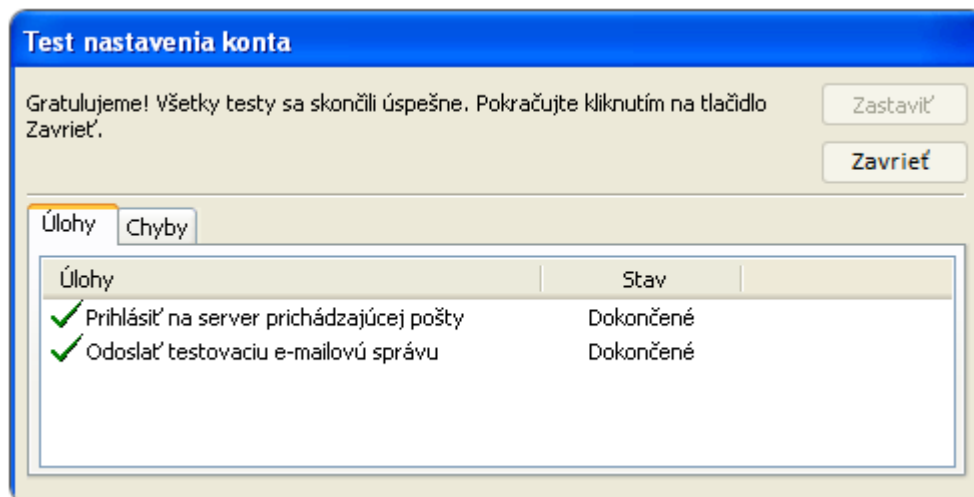 Test nastavenia konta
Gratulujeme! Všetky testy sa skončili úspešne. Pokračujte kliknutím na tlačidlo
Zavrieť.
Zastaviť
Zavrieť
Úlohy
Chyby
Úlohy Stav
Prihlásiť na server prichádzajúcej pošty Dokončené
Odoslať testovaciu e-mailovú správu Dokončené